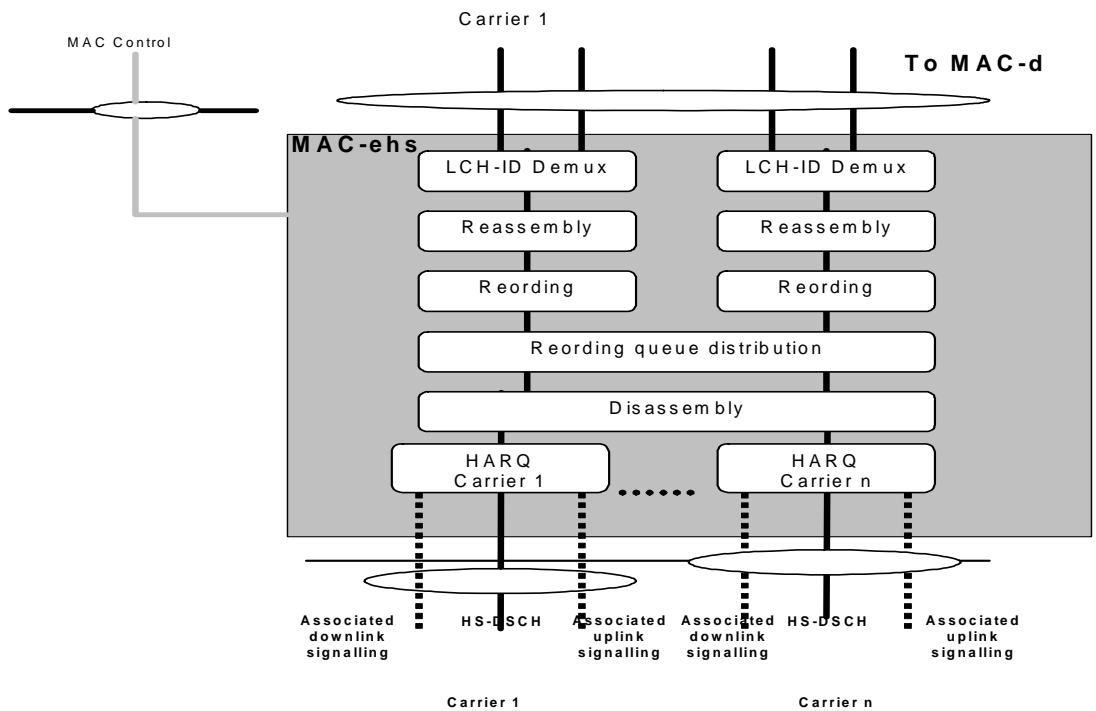 Carrier 1
MAC Control
To MAC-d
MAC-ehs
LCH-ID Demux
LCH-ID Demux
Reassembly
Reassembly
Reording
Reording
Reording queue distribution
Disassembly
HARQ
Carrier 1
HARQ
Carrier n
Associated
downlink
signalling
HS-DSCH
Associated
uplink
signalling
Associated
downlink
signalling
HS-DSCH
Associated
uplink
signalling
Carrier 1
Carrier n